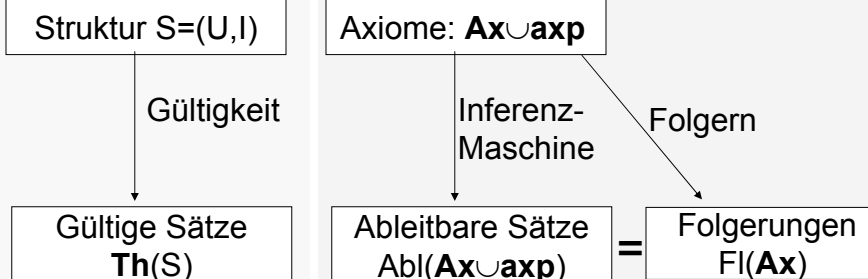 Struktur S=(U,I)
Axiome: Ax∪axp
Gültigkeit
Inferenz-
Maschine
Folgern
Gültige Sätze
Th(S)
Ableitbare Sätze
Abl(Ax∪axp)
=
Folgerungen
Fl(Ax)